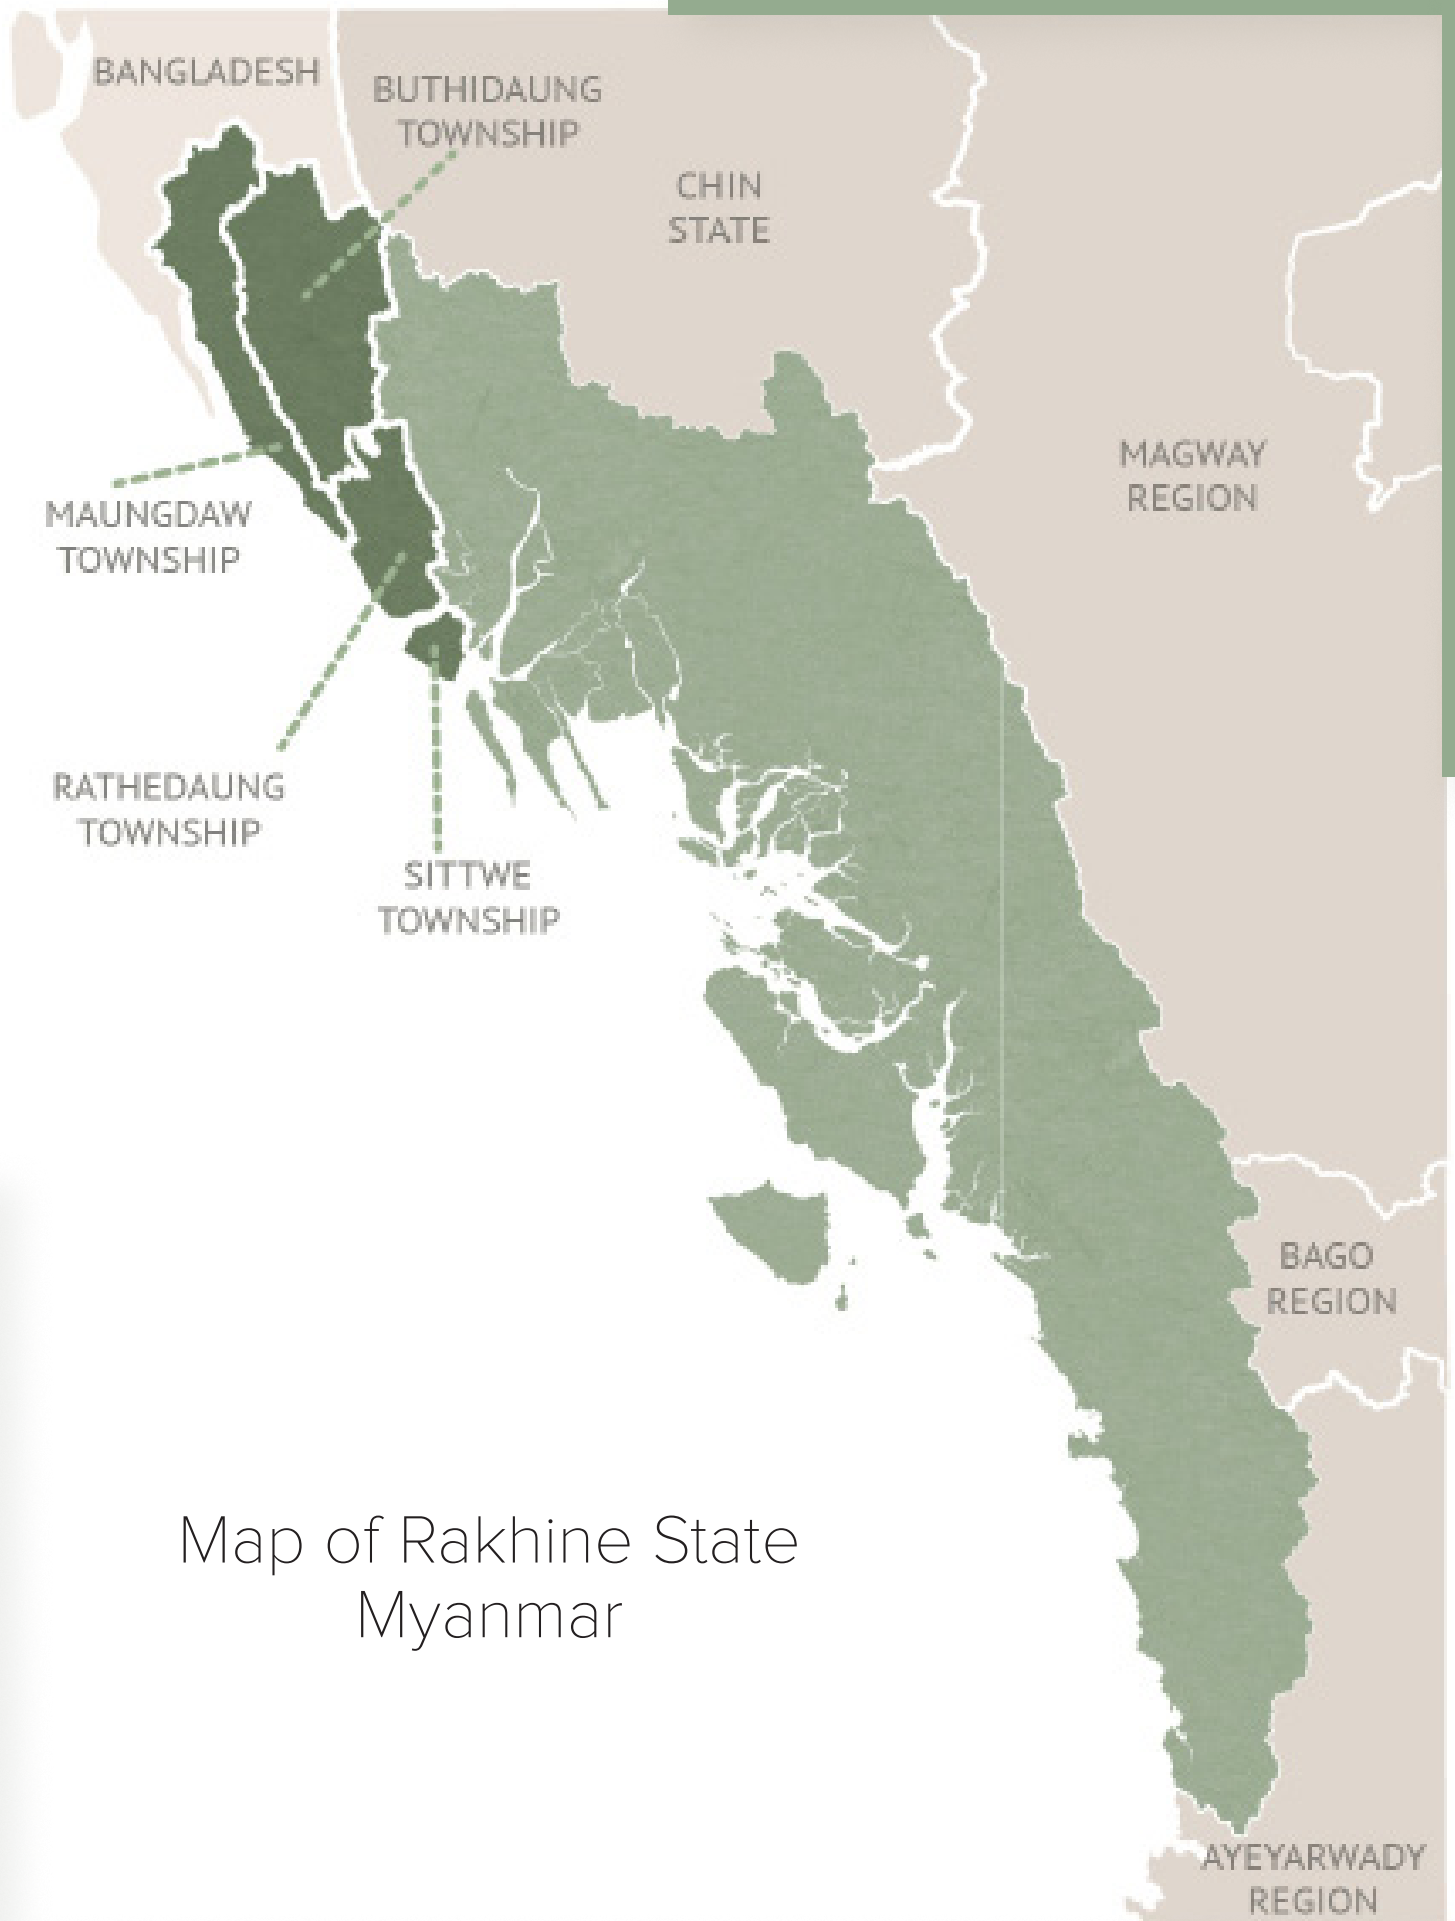 BANGLADESH
BUTHIDAUNG
TOWNSHIP
CHIN
STATE
MAGWAY
REGION
MAUNGDAW
TOWNSHIP
RATHEDAUNG
TOWNSHIP
SITTWE
TOWNSHIP
BAGO
REGION
Map of Rakhine State
Myanmar
AYEYARWADY
REGION